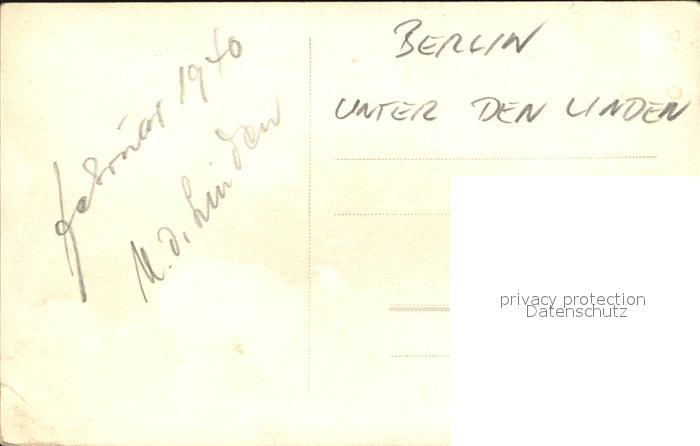 Februar 1940
U. d. Linden
BERLIN
UNTER DEN LINDEN
privacy protection
Datenschutz